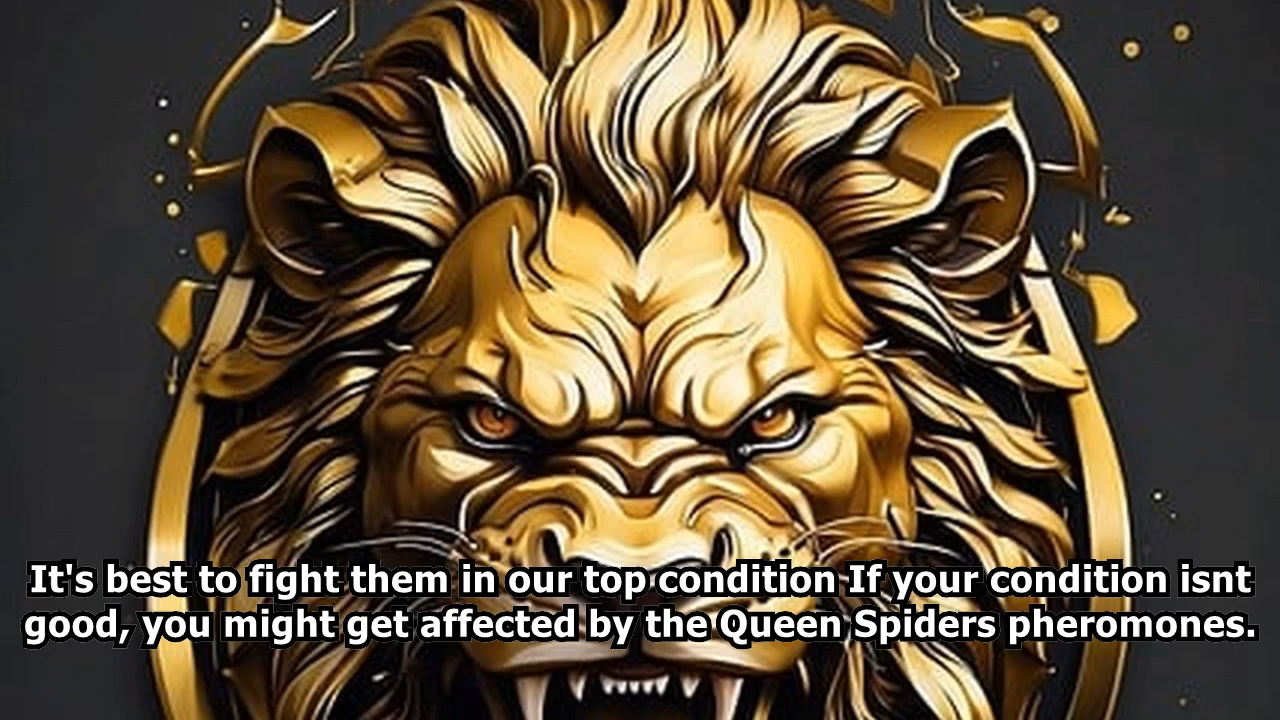 It's best to fight them in our top condition If your condition isnt
good, you might get affected by the Queen Spiders pheromones.